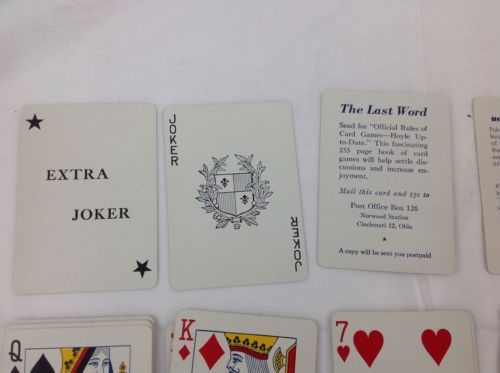 EXTRA
JOKER
JOKER
JOKER
The Last Word
Send for "Official Rules of
Card Games—Hoyle Up-
to-Date." This fascinating
255 page book of card
games will help settle dis-
cussions and increase en-
joyment.
Mail this card and 15¢ to
Post Office Box 126
Norwood Station
Cincinnati 12, Ohio
A copy will be sent you postpaid
Q
K
7